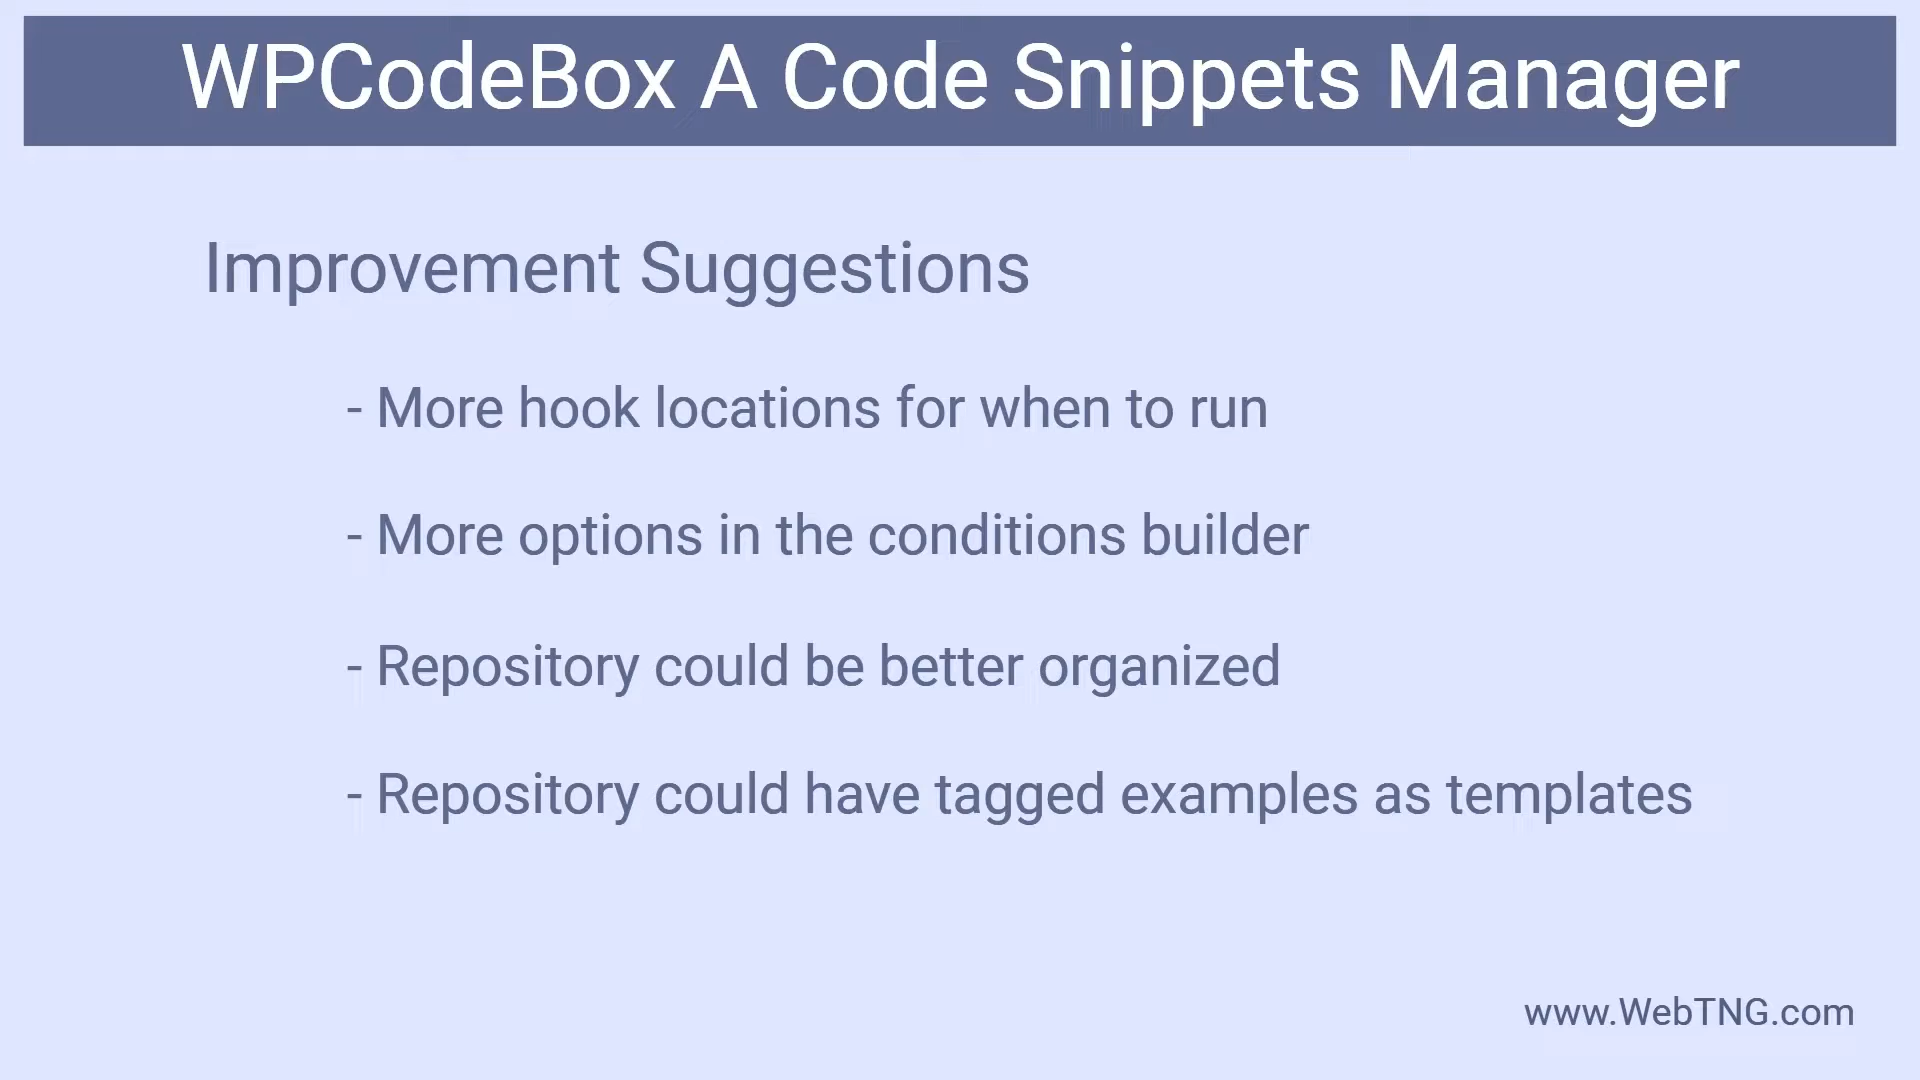 WPCodeBox A Code Snippets Manager
Improvement Suggestions
- More hook locations for when to run
- More options in the conditions builder
- Repository could be better organized
- Repository could have tagged examples as templates
www.WebTNG.com